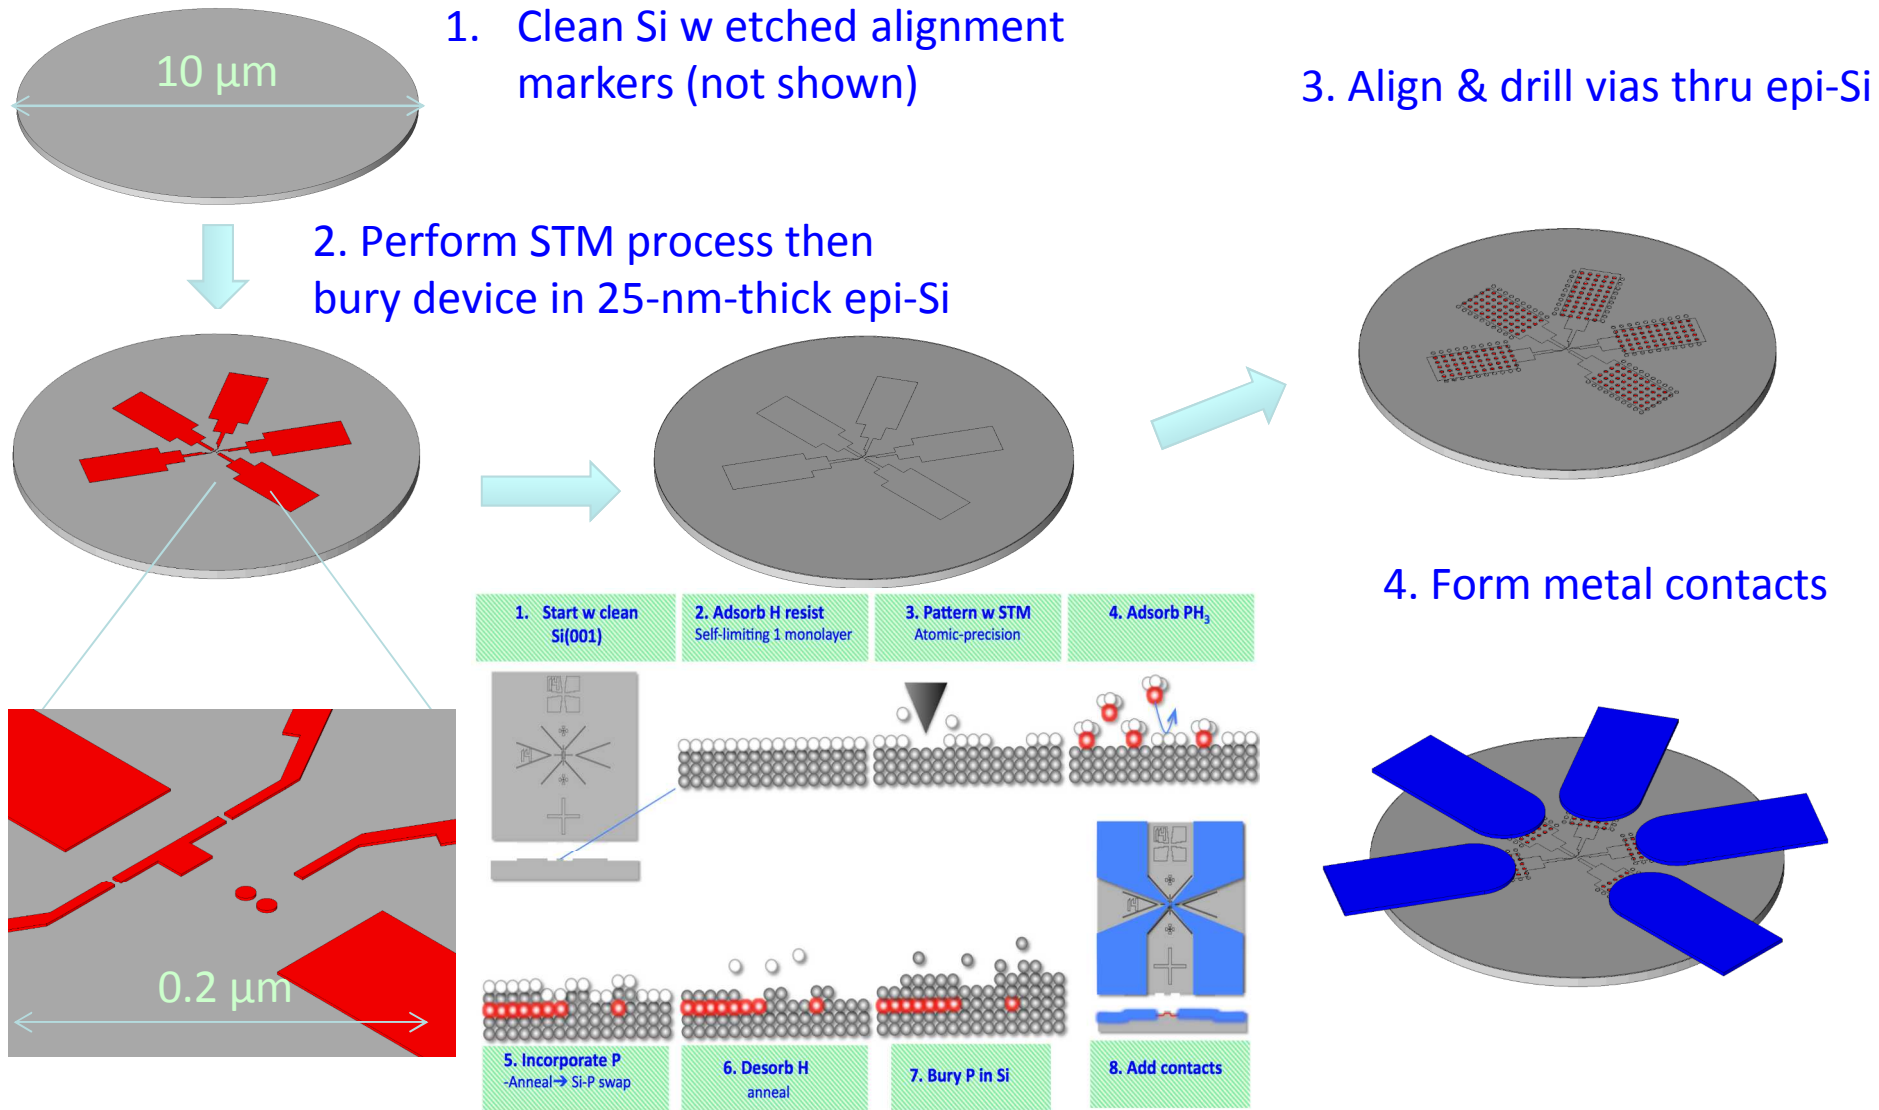 1. Clean Si w etched alignment
markers (not shown)
10 μm
2. Perform STM process then
bury device in 25-nm-thick epi-Si
3. Align & drill vias thru epi-Si
4. Form metal contacts
0.2 μm
1. Start w clean
Si(001)
2. Adsorb H resist
Self-limiting 1 monolayer
3. Pattern w STM
Atomic-precision
4. Adsorb PH₃
5. Incorporate P
-Anneal→ Si-P swap
6. Desorb H
anneal
7. Bury P in Si
8. Add contacts